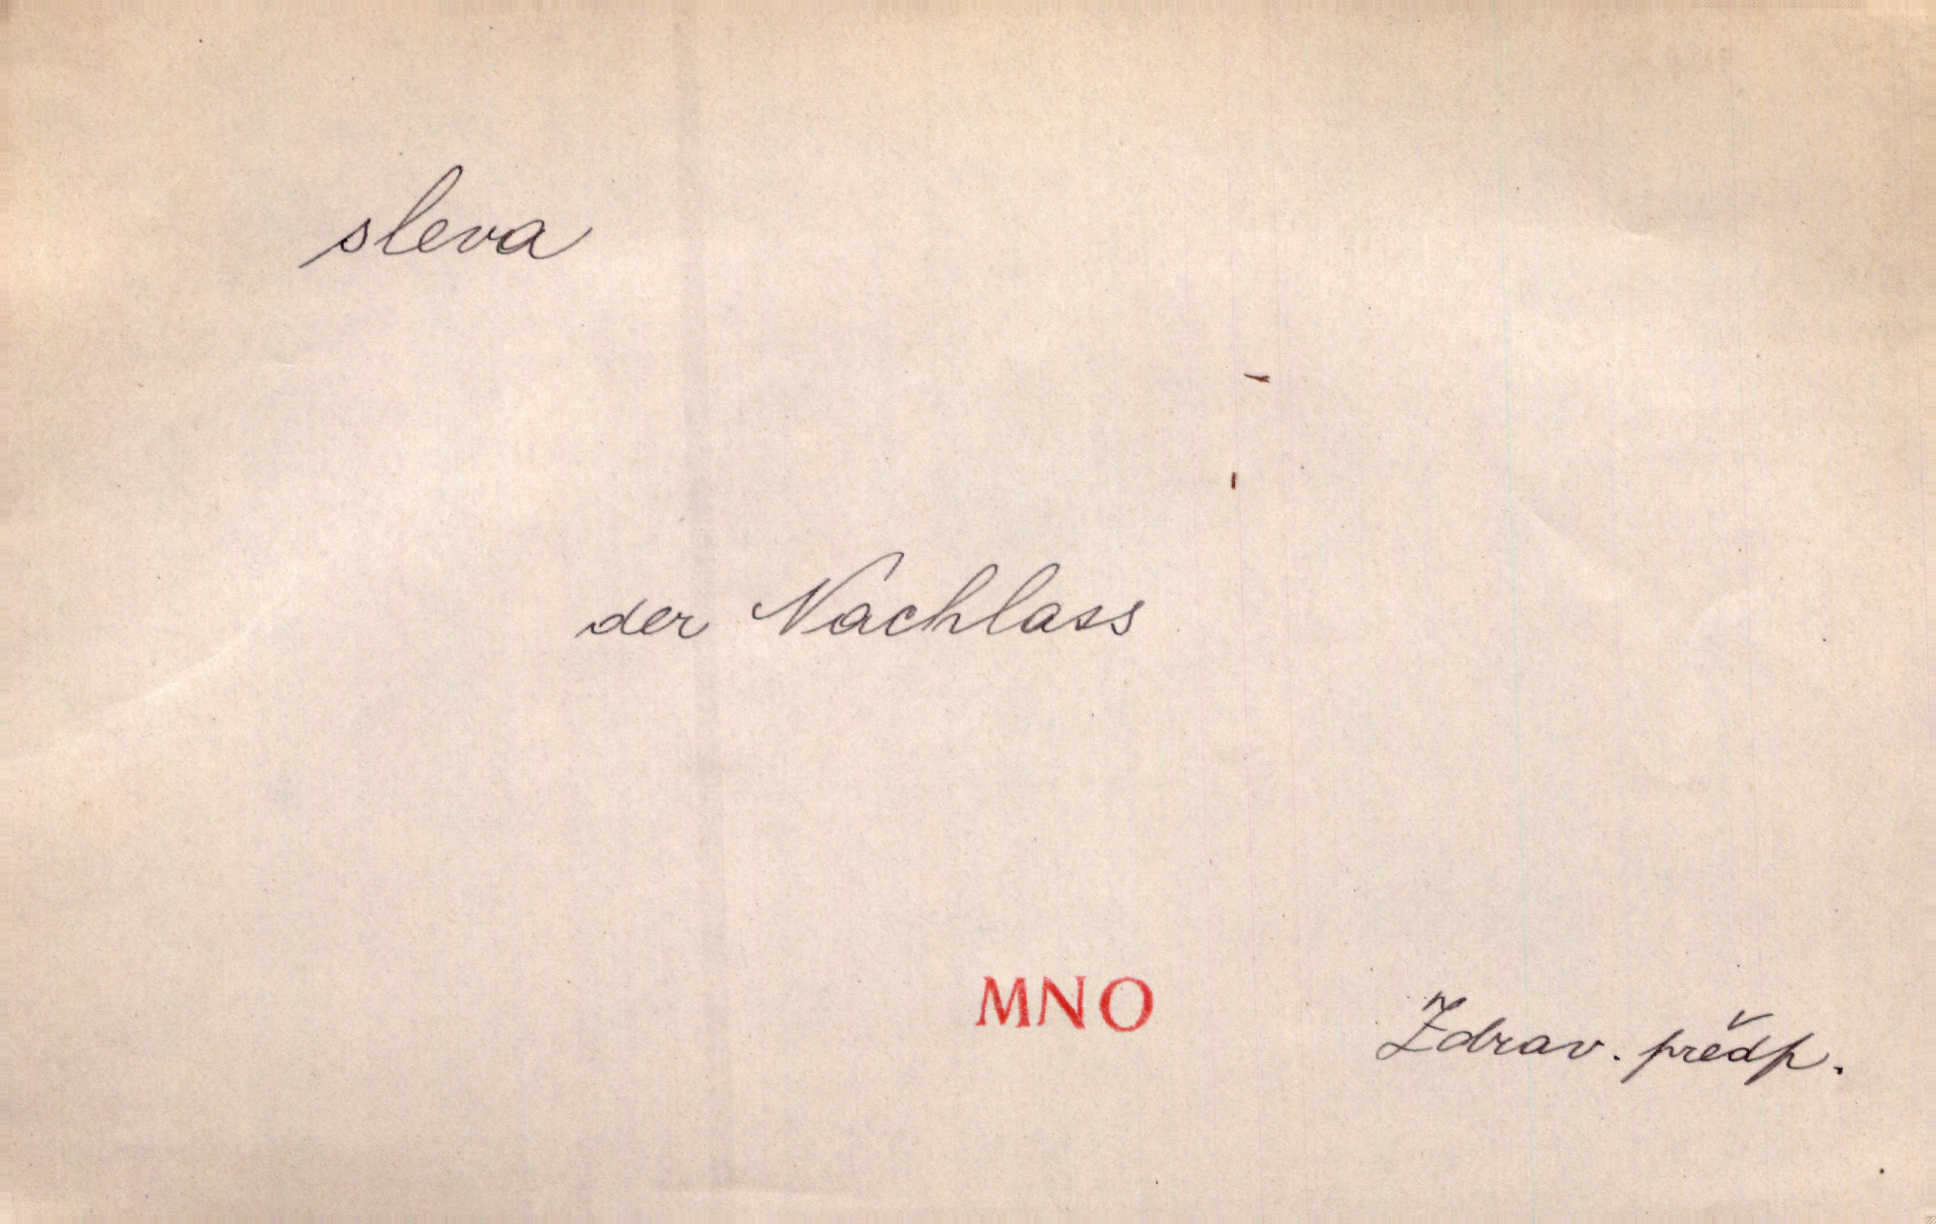 sleva
der Nachlass
MNO
Zdrav. předp.